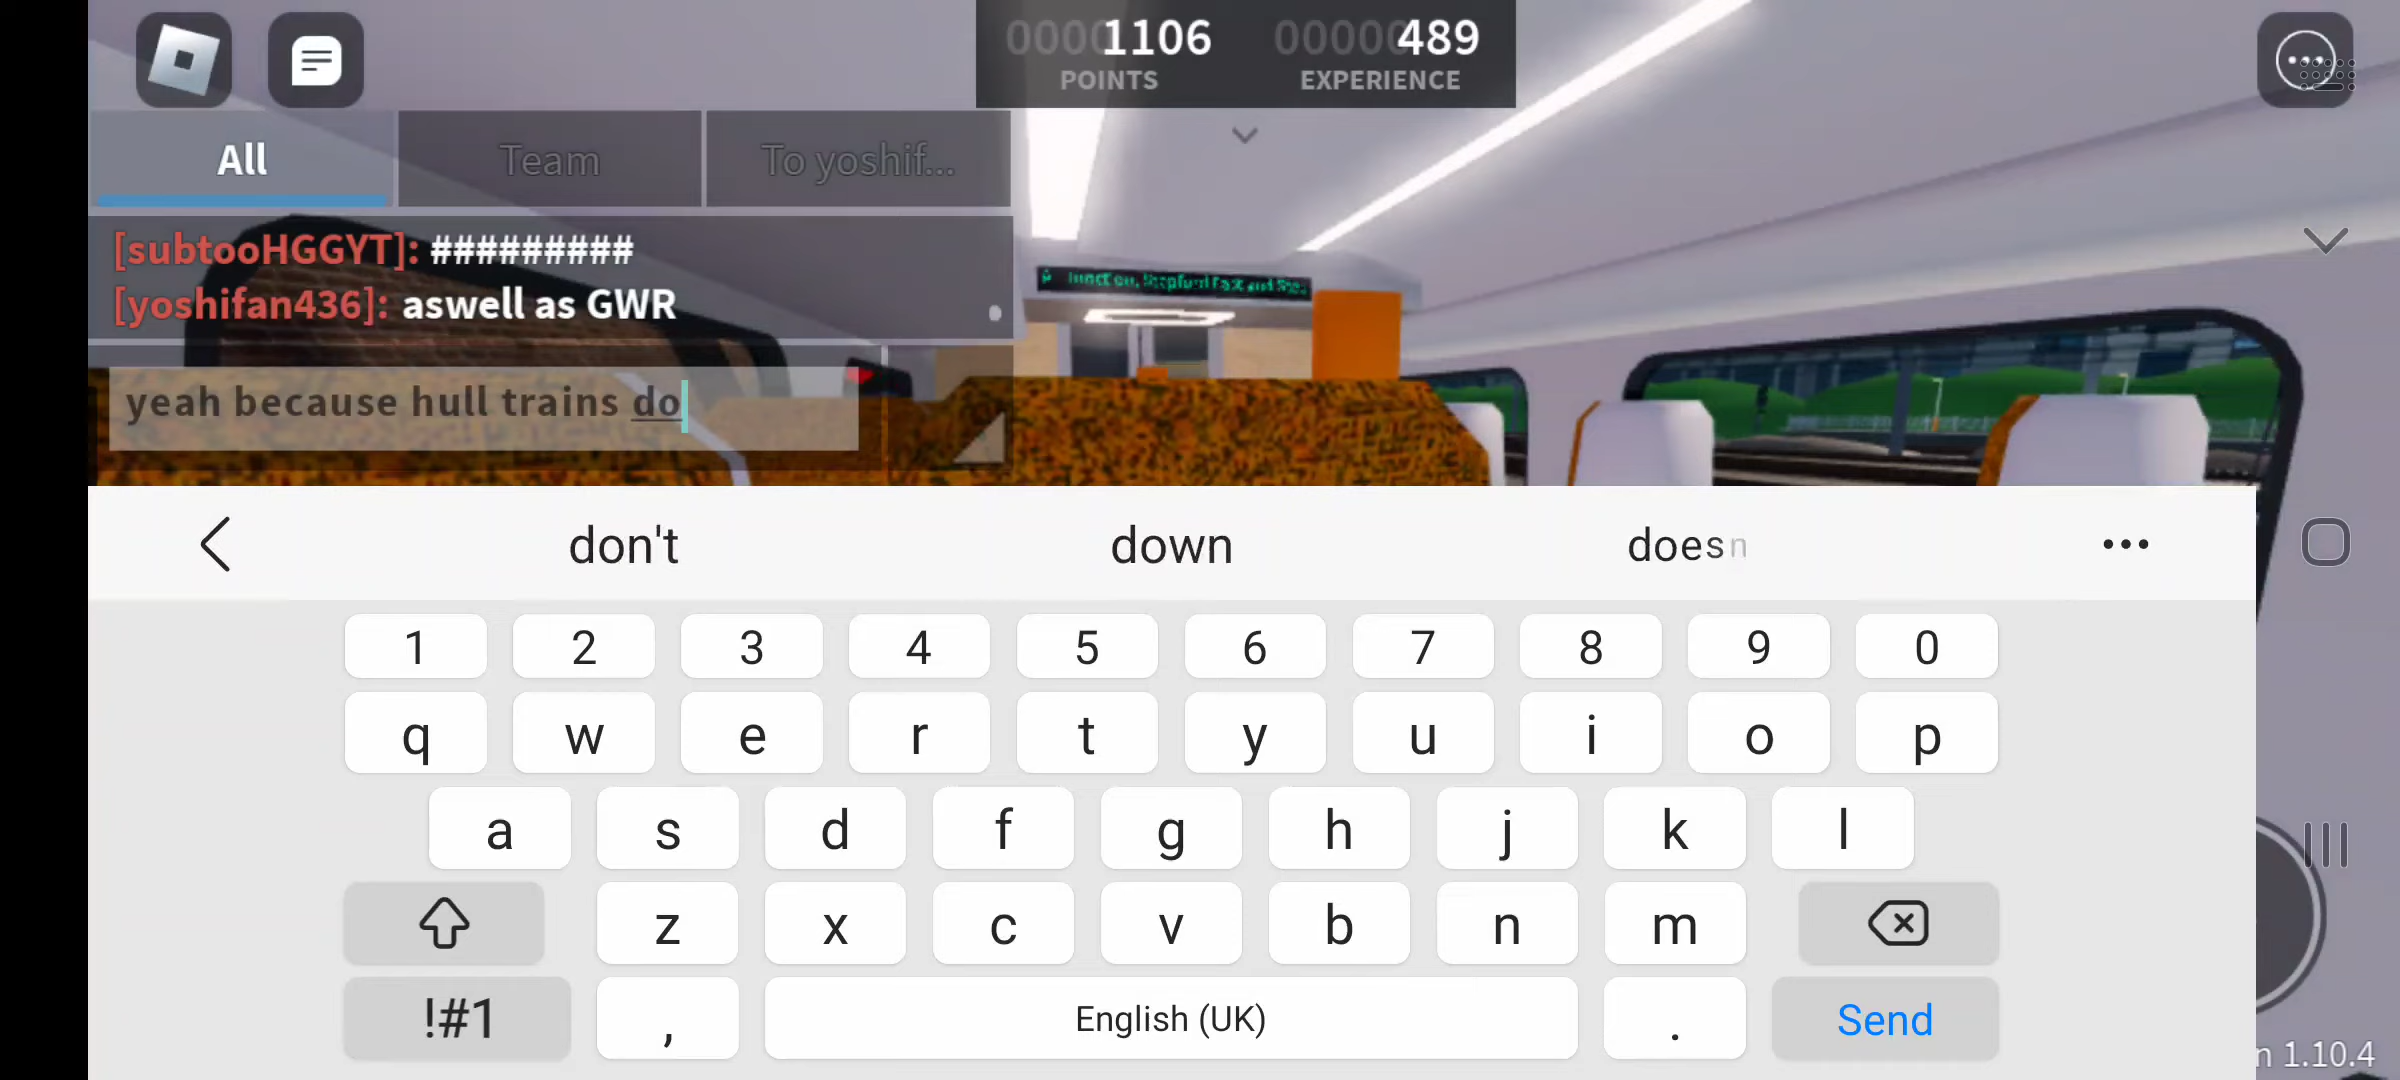 00001106
POINTS
00000489
EXPERIENCE
All
Team
To yoshif...
[subtooHGGYT]: #########
[yoshifan436]: aswell as GWR
yeah because hull trains do
don't
down
doesn
1 2 3 4 5 6 7 8 9 0
q w e r t y u i o p
a s d f g h j k l
z x c v b n m
!#1 , English (UK) . Send
n 1.10.4